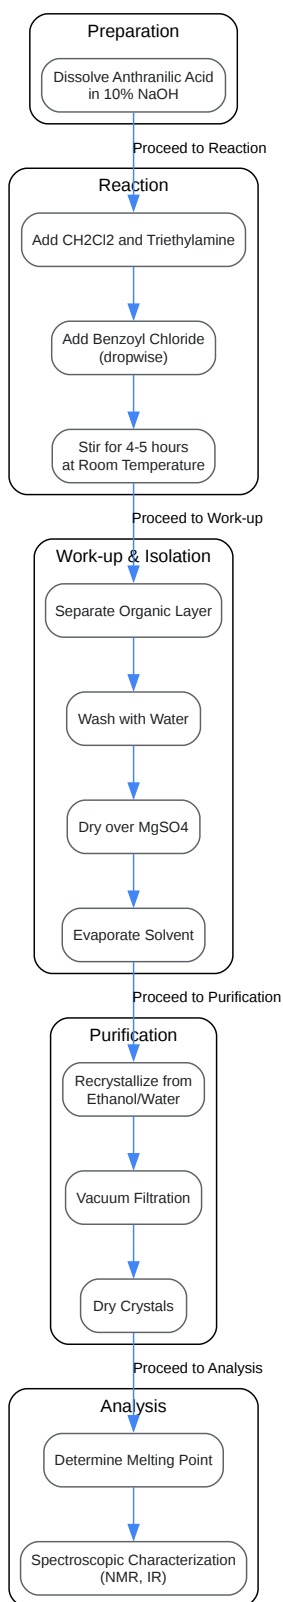 Preparation
Dissolve Anthranilic Acid
in 10% NaOH
Proceed to Reaction
Reaction
Add CH2Cl2 and Triethylamine
Add Benzoyl Chloride
(dropwise)
Stir for 4-5 hours
at Room Temperature
Proceed to Work-up
Work-up & Isolation
Separate Organic Layer
Wash with Water
Dry over MgSO4
Evaporate Solvent
Proceed to Purification
Purification
Recrystallize from
Ethanol/Water
Vacuum Filtration
Dry Crystals
Proceed to Analysis
Analysis
Determine Melting Point
Spectroscopic Characterization
(NMR, IR)